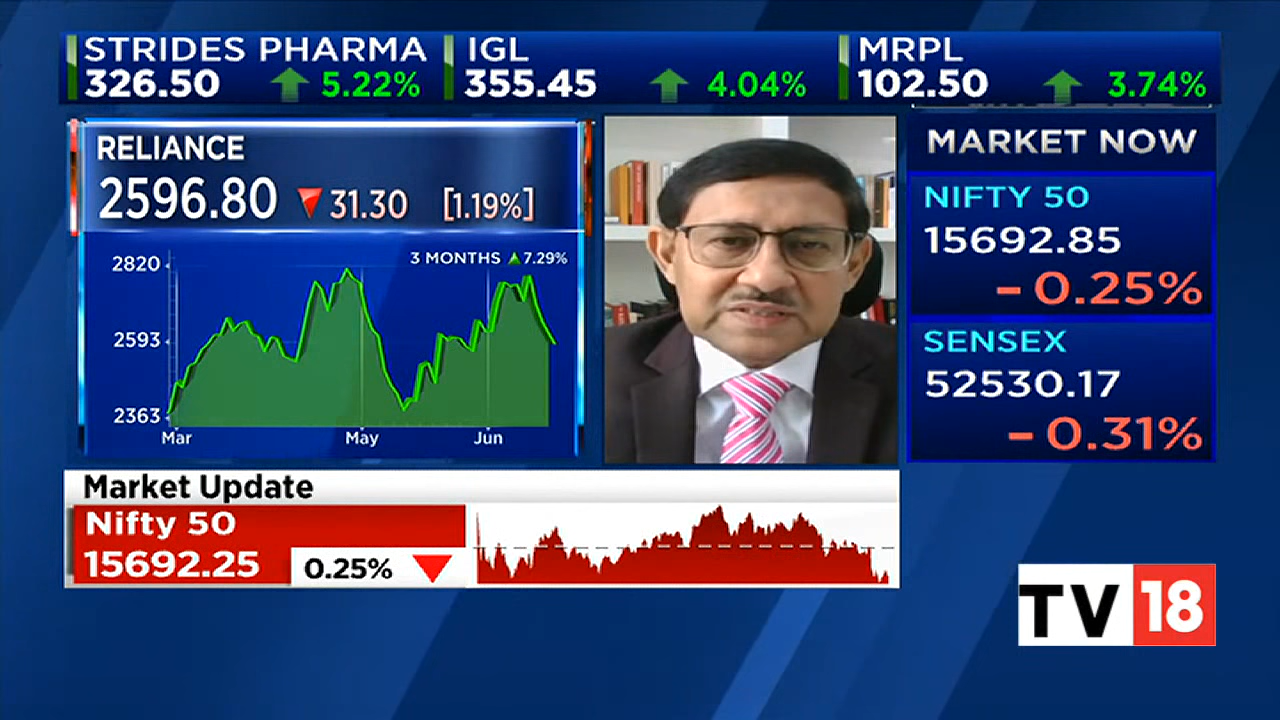 STRIDES PHARMA
326.50 5.22%
IGL
355.45 4.04%
MRPL
102.50 3.74%
RELIANCE
2596.80 31.30 [1.19%]
3 MONTHS 7.29%
2820
2593
2363
Mar May Jun
MARKET NOW
NIFTY 50
15692.85
– 0.25%
SENSEX
52530.17
– 0.31%
Market Update
Nifty 50
15692.25 0.25%
TV 18